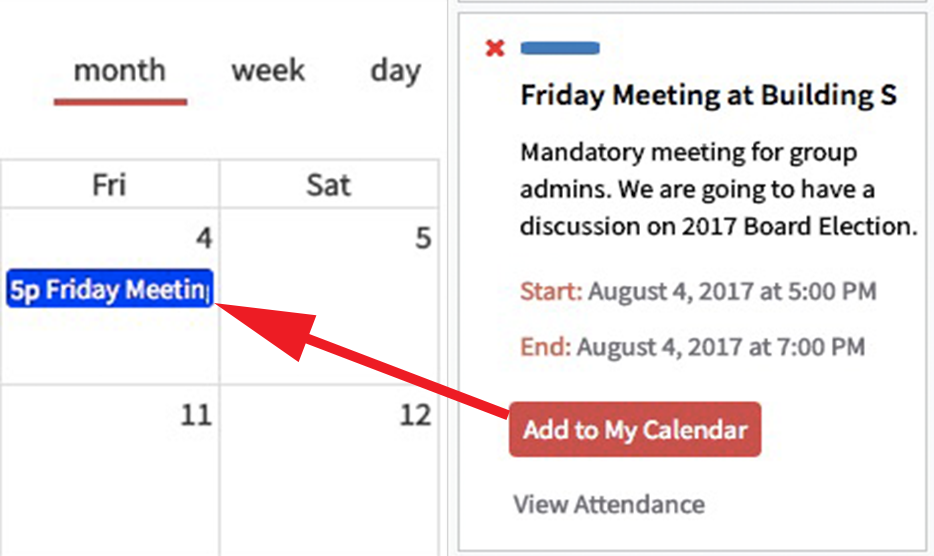 month week day
Fri Sat
4 5
5p Friday Meetin
11 12
Friday Meeting at Building S
Mandatory meeting for group
admins. We are going to have a
discussion on 2017 Board Election.
Start: August 4, 2017 at 5:00 PM
End: August 4, 2017 at 7:00 PM
Add to My Calendar
View Attendance